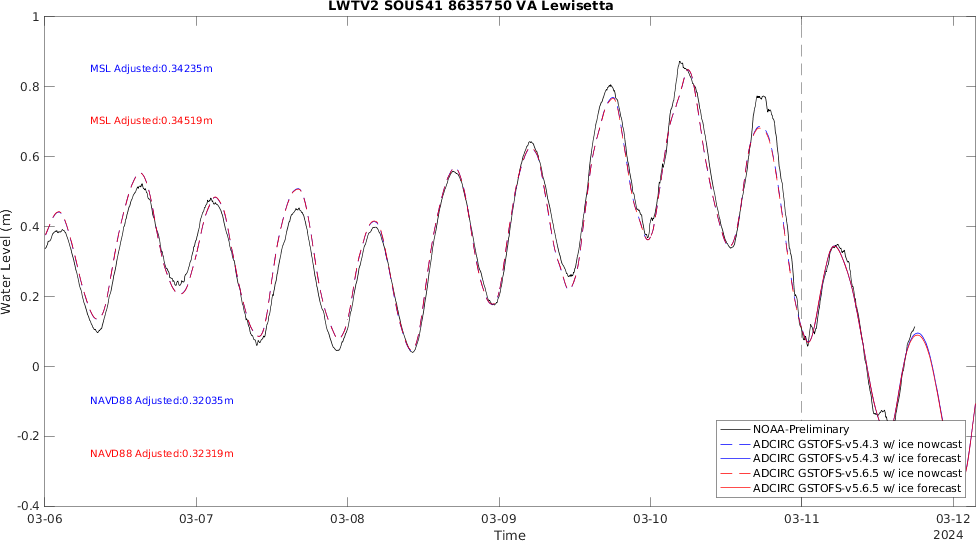 LWTV2 SOUS41 8635750 VA Lewisetta
1
0.8
0.6
0.4
0.2
0
-0.2
-0.4
Water Level (m)
MSL Adjusted:0.34235m
MSL Adjusted:0.34519m
NAVD88 Adjusted:0.32035m
NAVD88 Adjusted:0.32319m
NOAA-Preliminary
ADCIRC GSTOFS-v5.4.3 w/ ice nowcast
ADCIRC GSTOFS-v5.4.3 w/ ice forecast
ADCIRC GSTOFS-v5.6.5 w/ ice nowcast
ADCIRC GSTOFS-v5.6.5 w/ ice forecast
03-06 03-07 03-08 03-09 03-10 03-11 03-12
Time
2024